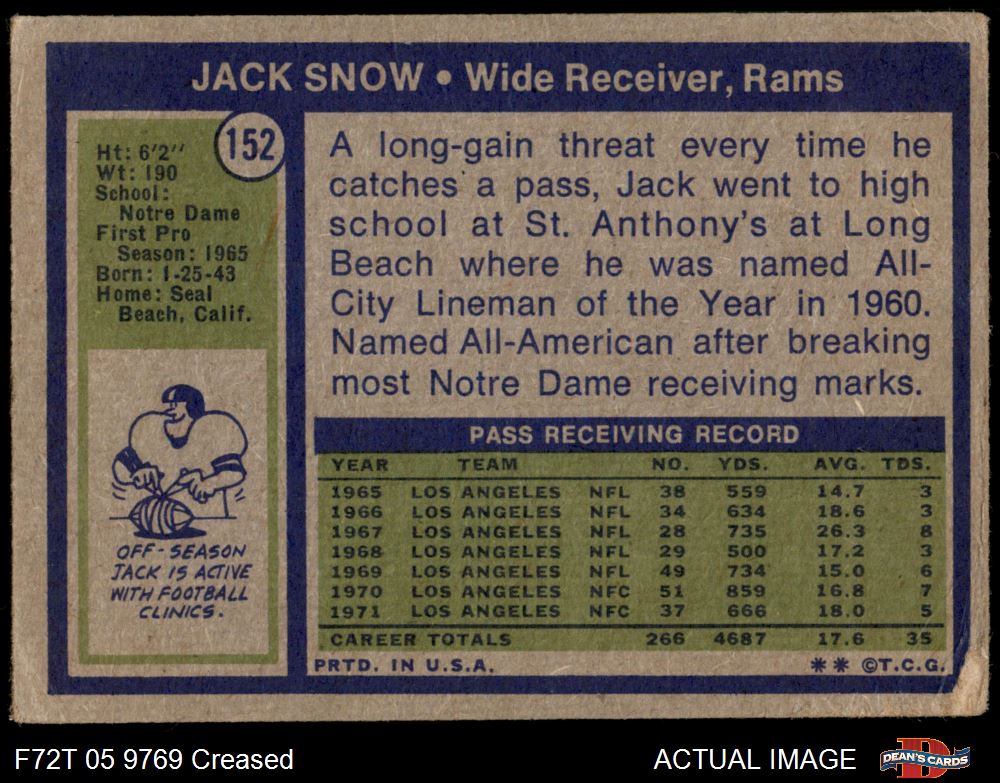 JACK SNOW • Wide Receiver, Rams
152
Ht: 6'2''
Wt: 190
School:
Notre Dame
First Pro
Season: 1965
Born: 1-25-43
Home: Seal
Beach, Calif.
OFF-SEASON
JACK IS ACTIVE
WITH FOOTBALL
CLINICS.
A long-gain threat every time he
catches a pass, Jack went to high
school at St. Anthony's at Long
Beach where he was named All-
City Lineman of the Year in 1960.
Named All-American after breaking
most Notre Dame receiving marks.
PASS RECEIVING RECORD
YEAR TEAM NO. YDS. AVG. TDS.
1965 LOS ANGELES NFL 38 559 14.7 3
1966 LOS ANGELES NFL 34 634 18.6 3
1967 LOS ANGELES NFL 28 735 26.3 8
1968 LOS ANGELES NFL 29 500 17.2 3
1969 LOS ANGELES NFL 49 734 15.0 6
1970 LOS ANGELES NFC 51 859 16.8 7
1971 LOS ANGELES NFC 37 666 18.0 5
CAREER TOTALS 266 4687 17.6 35
PRTD. IN U.S.A. ** ©T.C.G.
F72T 05 9769 Creased ACTUAL IMAGE D DEAN'S CARDS